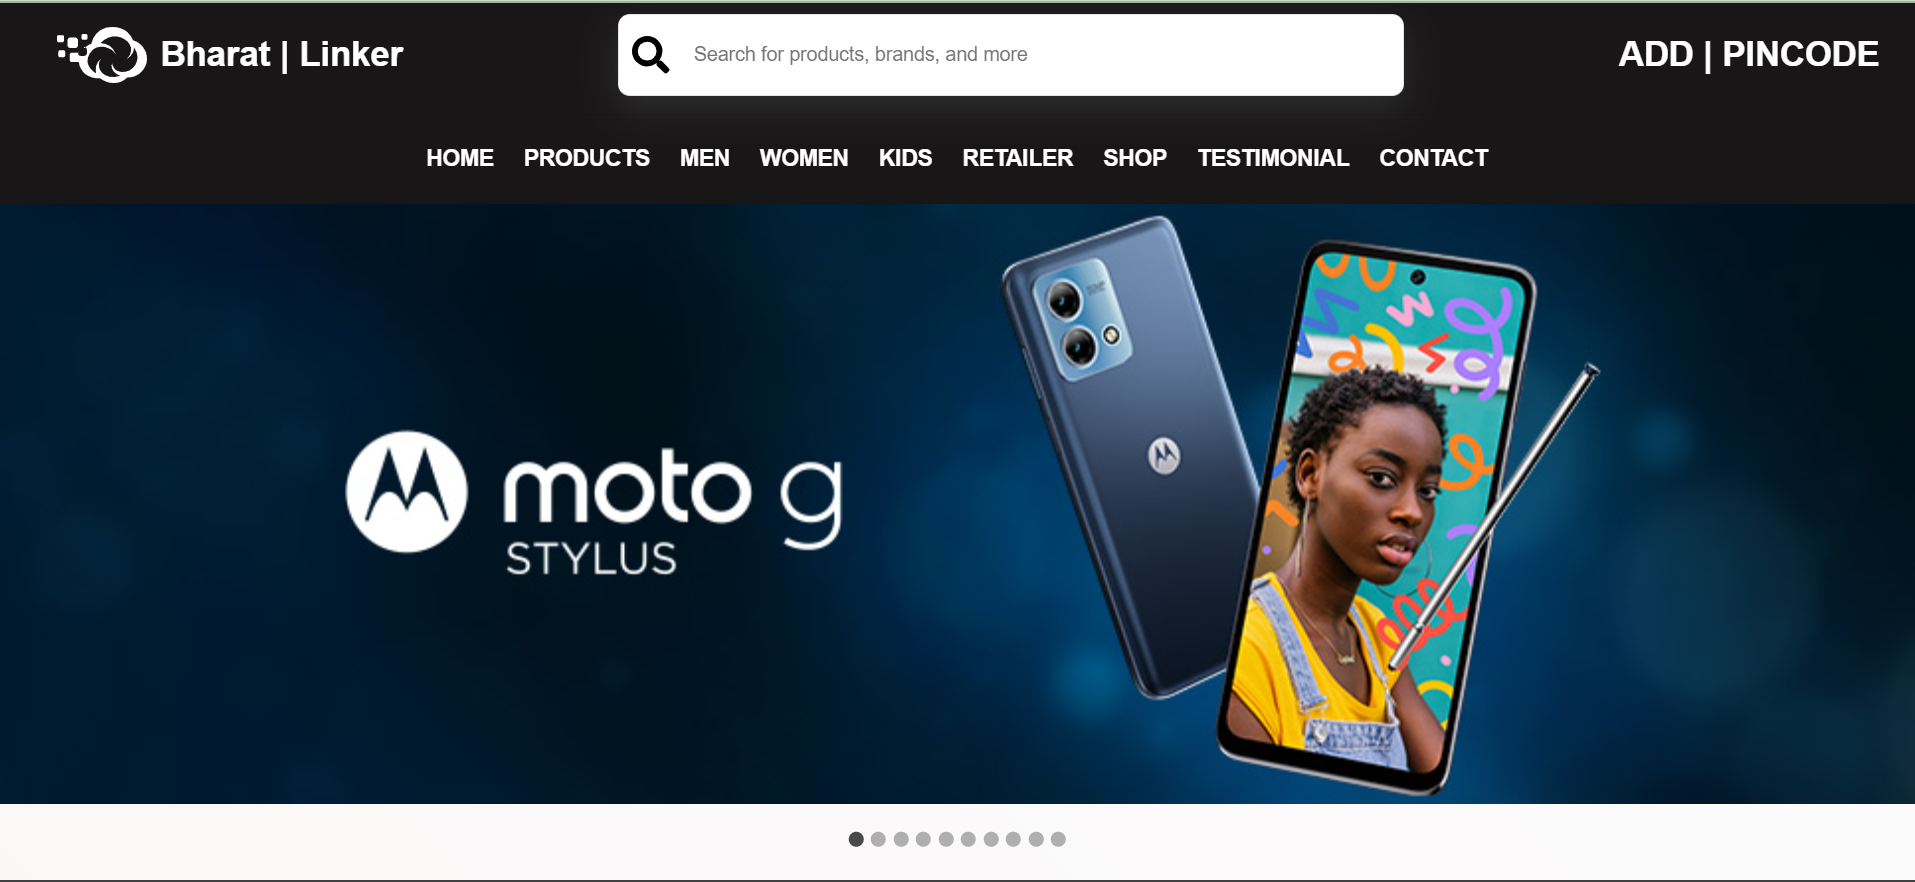 Bharat | Linker
Search for products, brands, and more
ADD | PINCODE
HOME PRODUCTS MEN WOMEN KIDS RETAILER SHOP TESTIMONIAL CONTACT
moto g
STYLUS